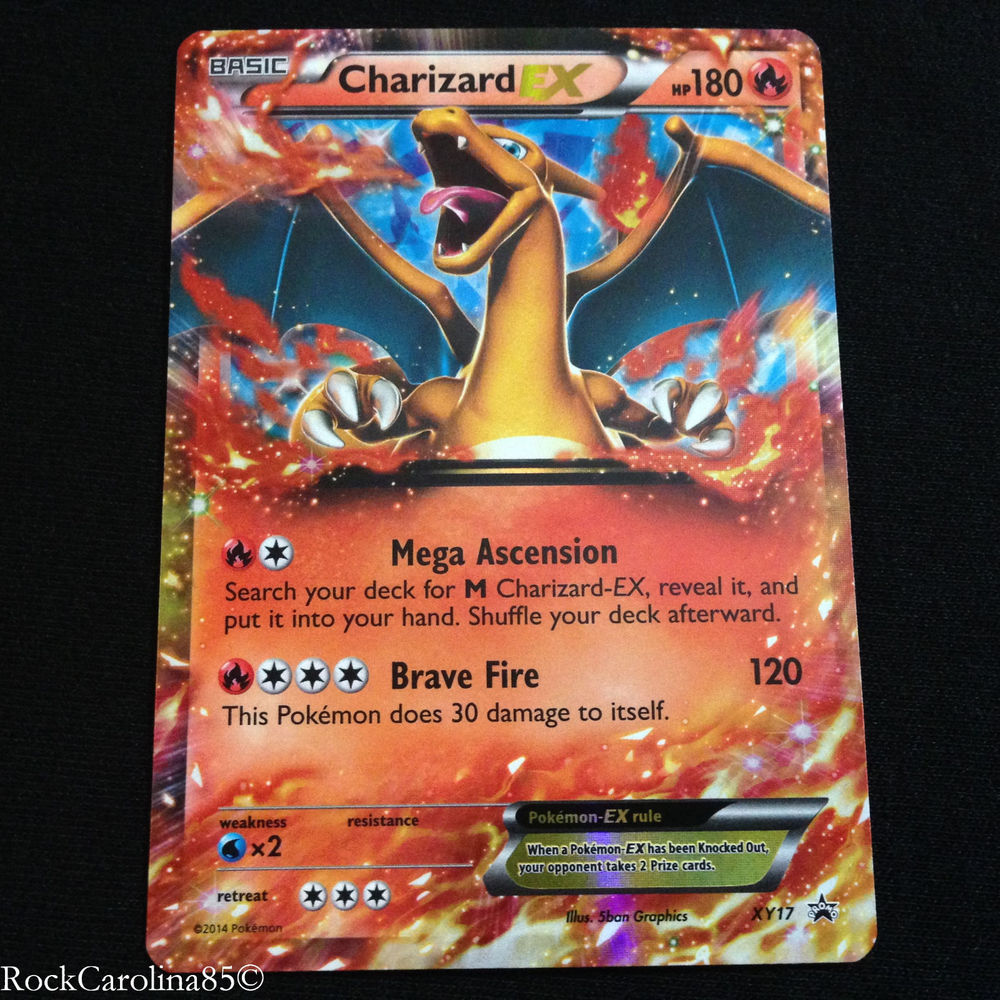 BASIC Charizard EX HP180
Mega Ascension
Search your deck for M Charizard-EX, reveal it, and
put it into your hand. Shuffle your deck afterward.
Brave Fire 120
This Pokémon does 30 damage to itself.
weakness resistance
×2
retreat
Pokémon-EX rule
When a Pokémon-EX has been Knocked Out,
your opponent takes 2 Prize cards.
Illus. 5ban Graphics XY17 PROMO
©2014 Pokémon
RockCarolina85©